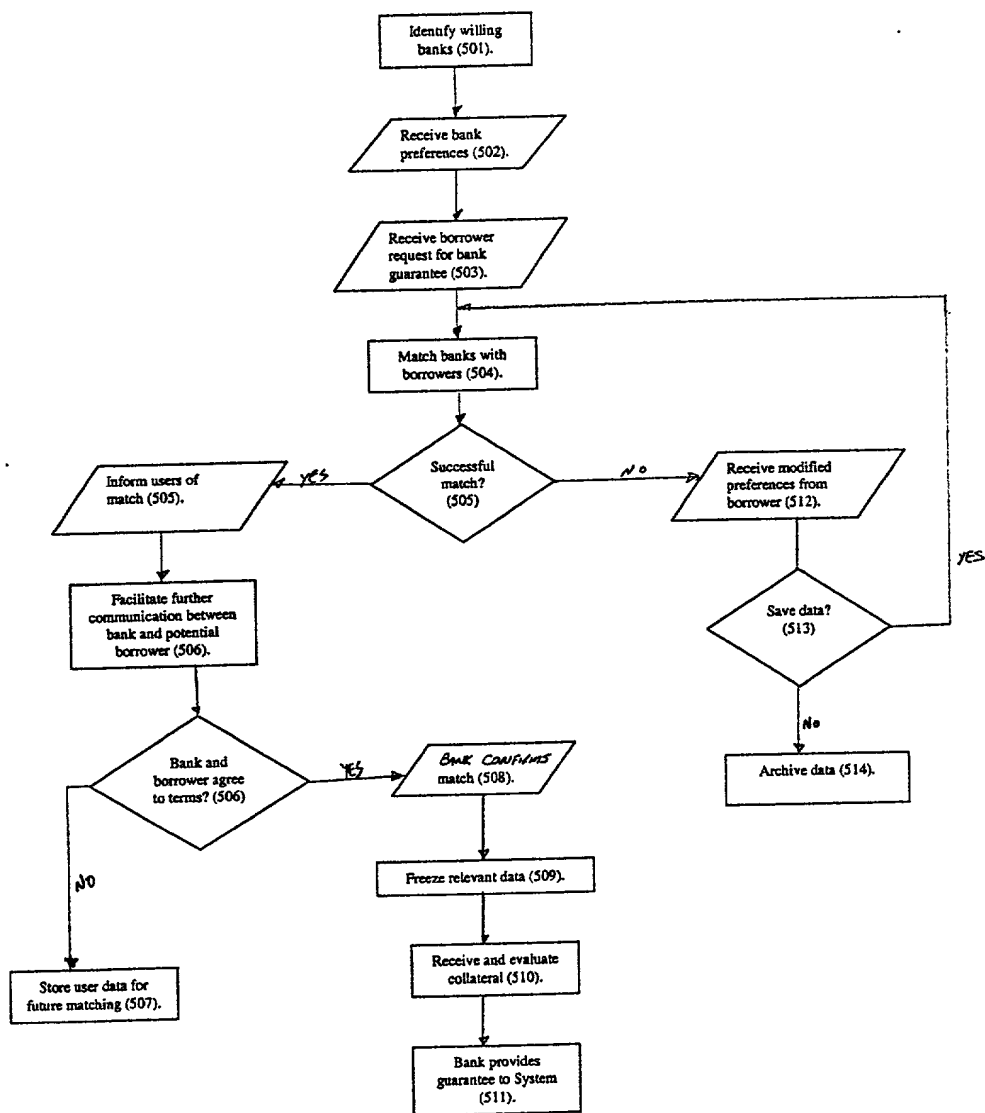 Identify willing
banks (501).
Receive bank
preferences (502).
Receive borrower
request for bank
guarantee (503).
Match banks with
borrowers (504).
Successful
match?
(505)
YES
NO
Inform users of
match (505).
Receive modified
preferences from
borrower (512).
YES
Facilitate further
communication between
bank and potential
borrower (506).
Save data?
(513)
No
Archive data (514).
Bank and
borrower agree
to terms? (506)
YES
BANK CONFIRMS
match (508).
NO
Freeze relevant data (509).
Receive and evaluate
collateral (510).
Store user data for
future matching (507).
Bank provides
guarantee to System
(511).